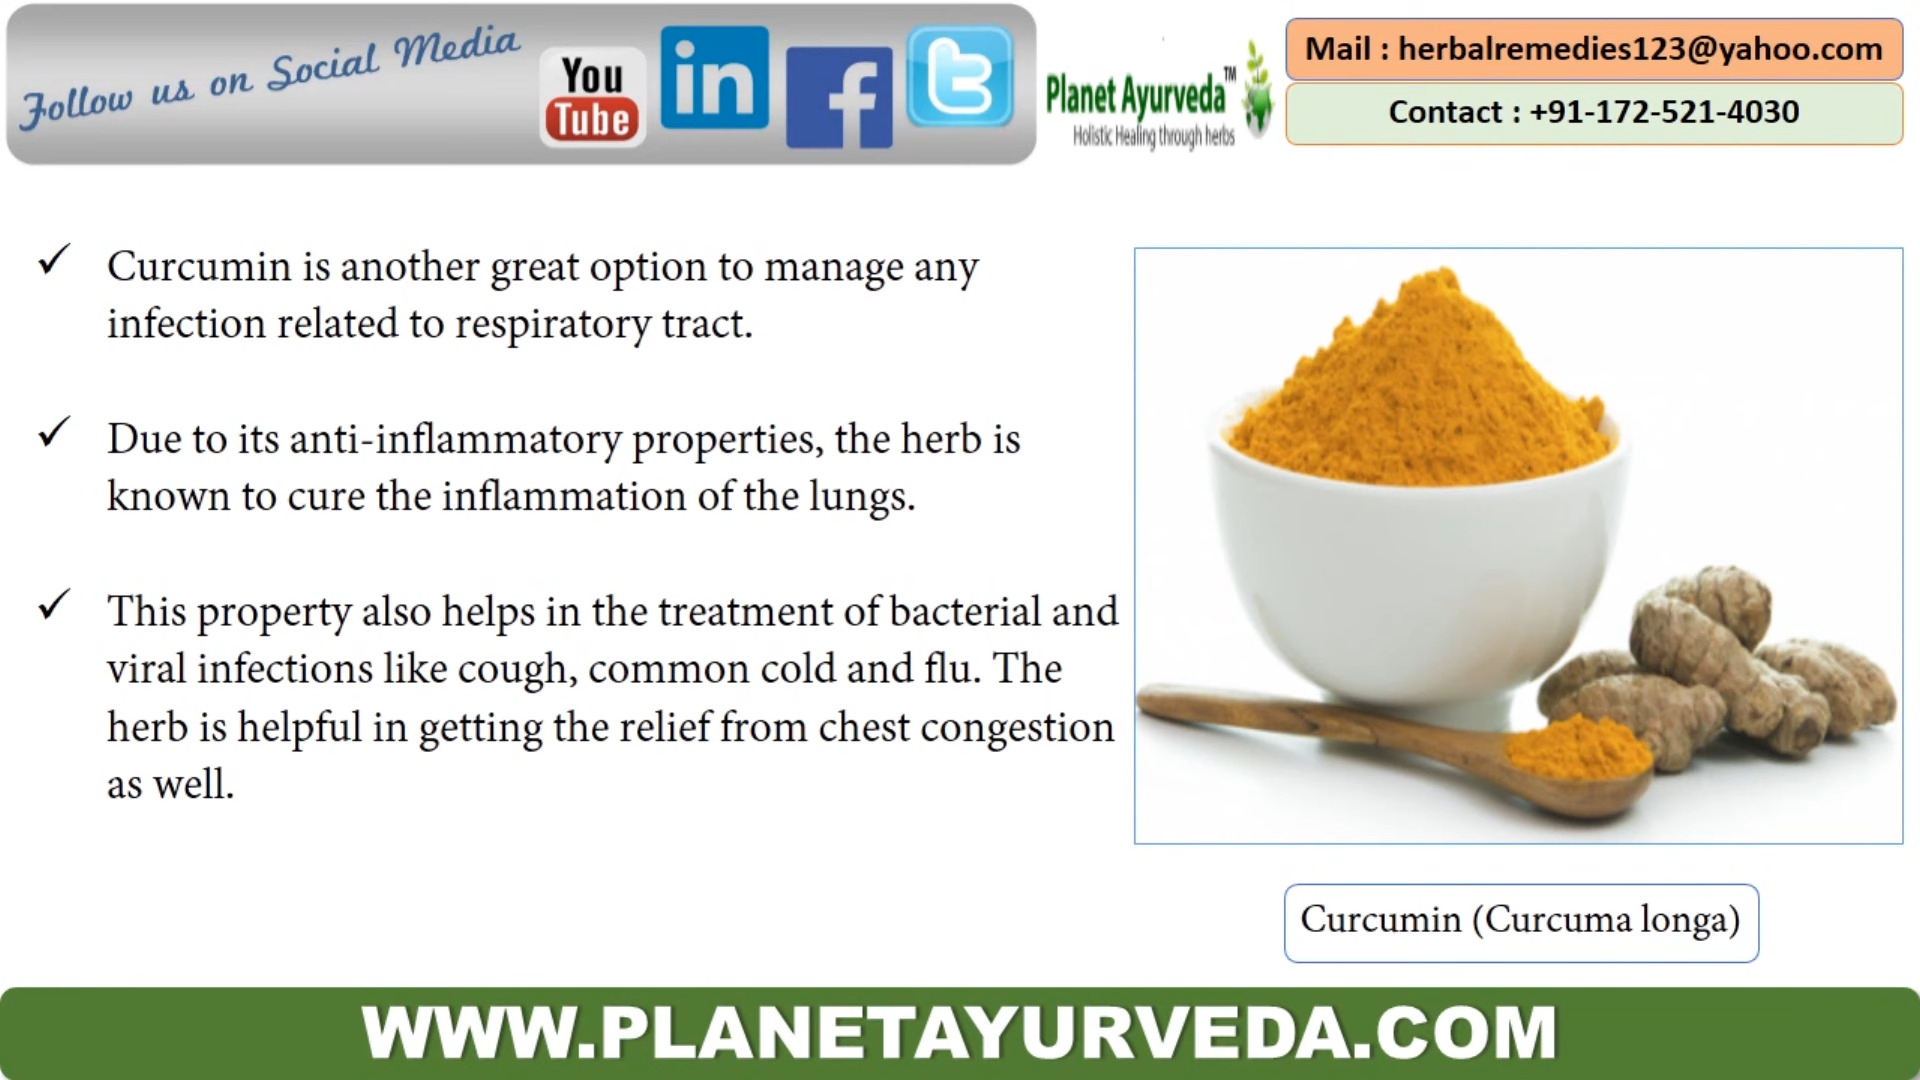 Follow us on Social Media
You
Tube
in
f
t
Planet Ayurveda™
Holistic Healing through herbs
Mail : herbalremedies123@yahoo.com
Contact : +91-172-521-4030
✓ Curcumin is another great option to manage any
infection related to respiratory tract.
✓ Due to its anti-inflammatory properties, the herb is
known to cure the inflammation of the lungs.
✓ This property also helps in the treatment of bacterial and
viral infections like cough, common cold and flu. The
herb is helpful in getting the relief from chest congestion
as well.
Curcumin (Curcuma longa)
WWW.PLANETAYURVEDA.COM